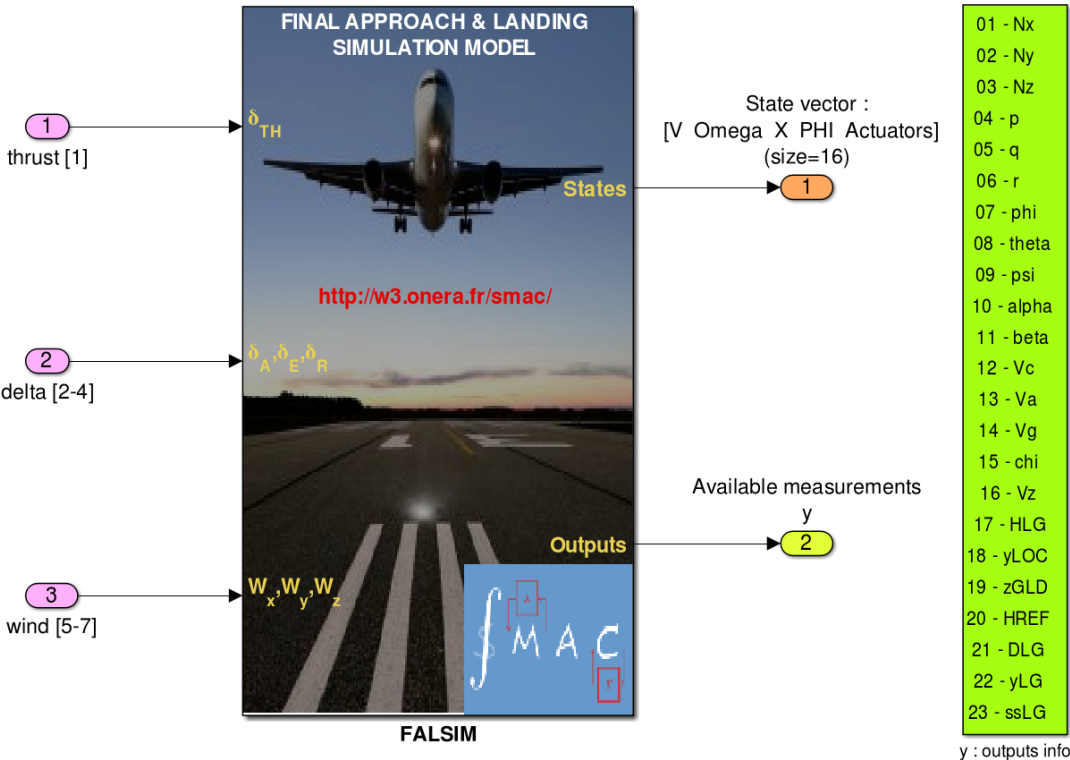 FINAL APPROACH & LANDING
SIMULATION MODEL
1
δTH
thrust [1]
State vector :
[V Omega X PHI Actuators]
(size=16)
States
1
http://w3.onera.fr/smac/
2
δA,δE,δR
delta [2-4]
Available measurements
y
Outputs
2
3
Wx,Wy,Wz
wind [5-7]
SMAC
FALSIM
01 - Nx
02 - Ny
03 - Nz
04 - p
05 - q
06 - r
07 - phi
08 - theta
09 - psi
10 - alpha
11 - beta
12 - Vc
13 - Va
14 - Vg
15 - chi
16 - Vz
17 - HLG
18 - yLOC
19 - zGLD
20 - HREF
21 - DLG
22 - yLG
23 - ssLG
y : outputs info